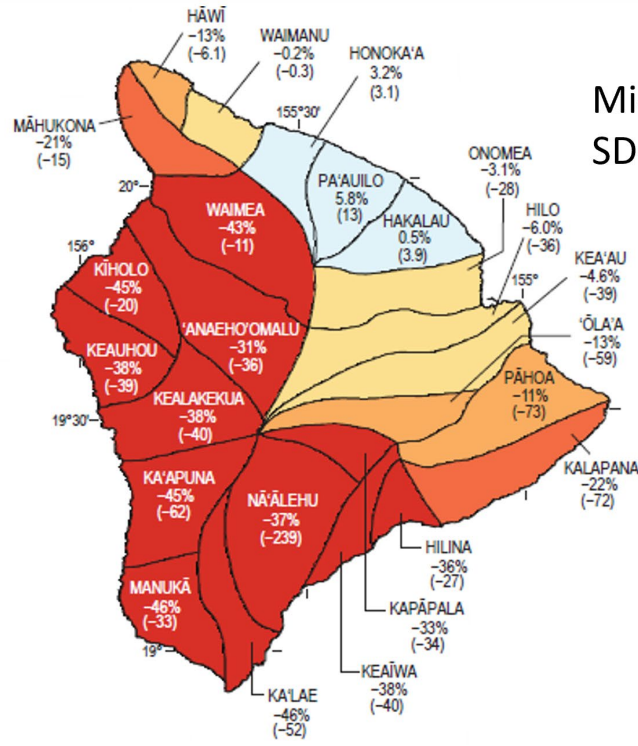 HĀWĪ
−13%
(−6.1)
WAIMANU
−0.2%
(−0.3)
HONOKA'A
3.2%
(3.1)
155°30'
Mi
SD
MĀHUKONA
−21%
(−15)
20°
PA'AUILO
5.8%
(13)
ONOMEA
−3.1%
(−28)
HAKALAU
0.5%
(3.9)
HILO
−6.0%
(−36)
WAIMEA
−43%
(−11)
156°
KEA'AU
−4.6%
(−39)
155°
KĪHOLO
−45%
(−20)
'ŌLA'A
−13%
(−59)
'ANAEHO'OMALU
−31%
(−36)
KEAUHOU
−38%
(−39)
PĀHOA
−11%
(−73)
KEALAKEKUA
−38%
(−40)
19°30'
KALAPANA
−22%
(−72)
KA'APUNA
−45%
(−62)
NĀ'ĀLEHU
−37%
(−239)
HILINA
−36%
(−27)
MANUKĀ
−46%
(−33)
KAPĀPALA
−33%
(−34)
19°
KEAĪWA
−38%
(−40)
KA'LAE
−46%
(−52)